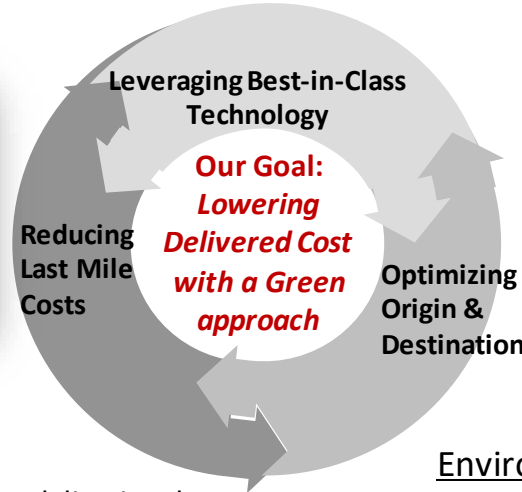 Leveraging Best-in-Class
Technology
Our Goal:
Lowering
Delivered Cost
with a Green
approach
Reducing
Last Mile
Costs
Optimizing
Origin &
Destination